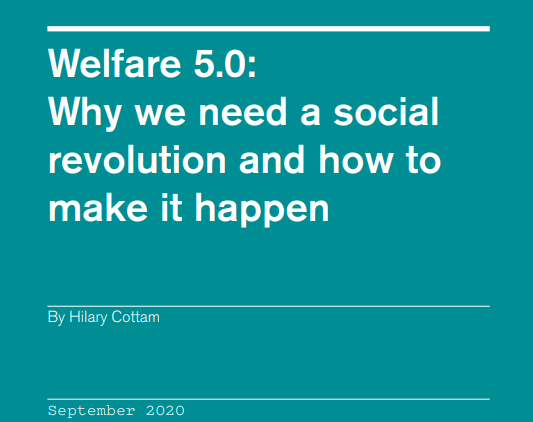 Welfare 5.0:
Why we need a social
revolution and how to
make it happen
By Hilary Cottam
September 2020